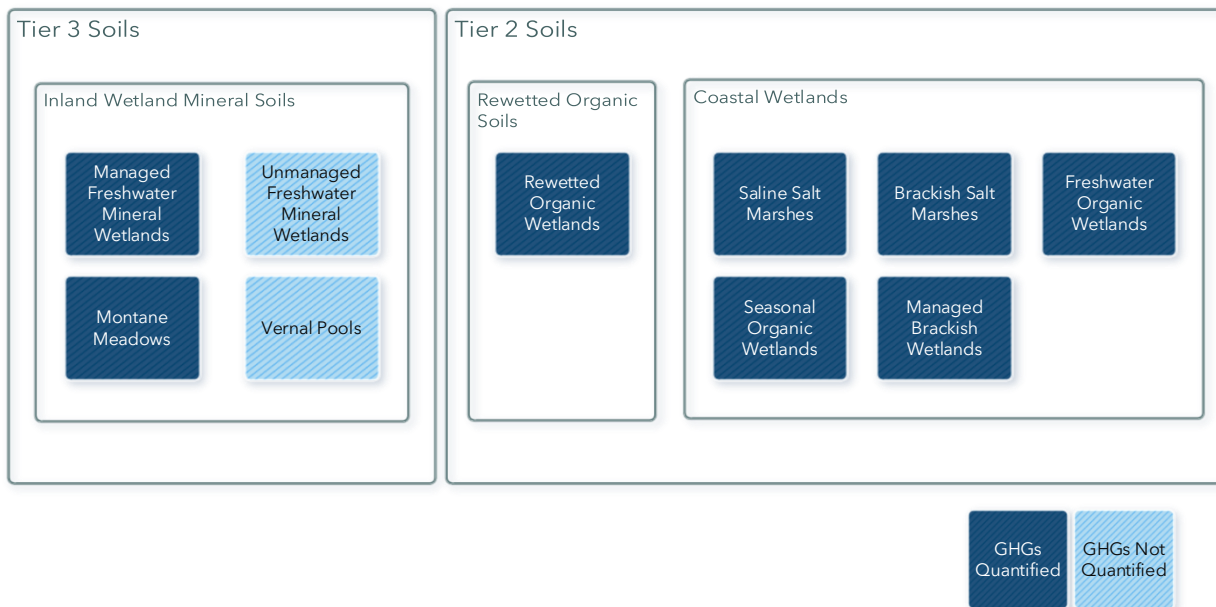 Tier 3 Soils
Inland Wetland Mineral Soils
Managed
Freshwater
Mineral
Wetlands
Unmanaged
Freshwater
Mineral
Wetlands
Montane
Meadows
Vernal Pools
Tier 2 Soils
Rewetted Organic
Soils
Rewetted
Organic
Wetlands
Coastal Wetlands
Saline Salt
Marshes
Brackish Salt
Marshes
Freshwater
Organic
Wetlands
Seasonal
Organic
Wetlands
Managed
Brackish
Wetlands
GHGs
Quantified
GHGs Not
Quantified